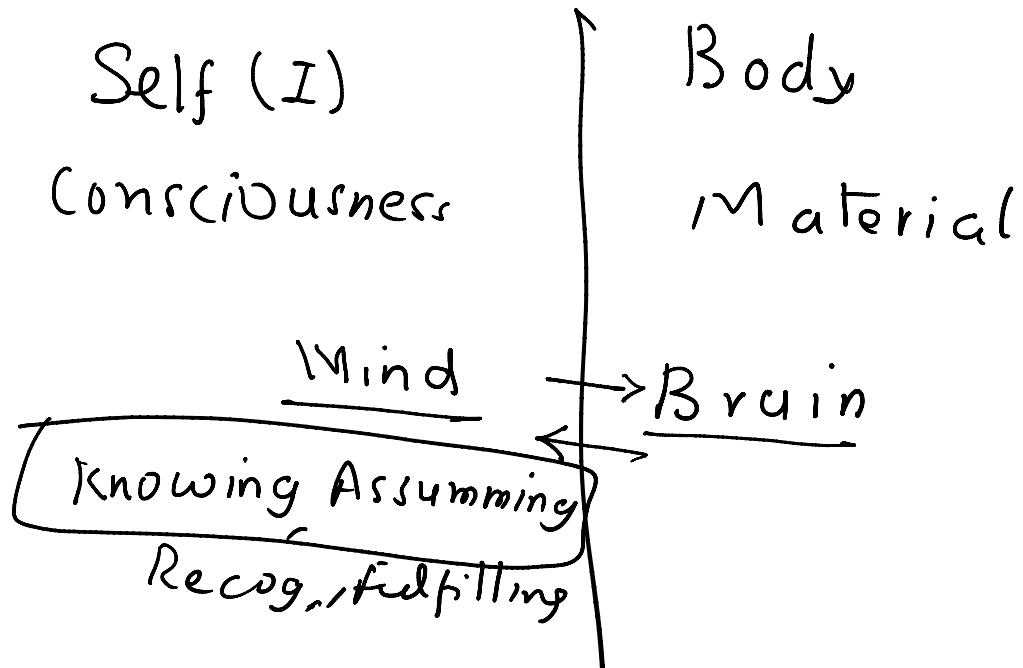 Self (I)
Body
Consciousness
Material
Mind
Brain
Knowing Assumming
Recog., fulfilling